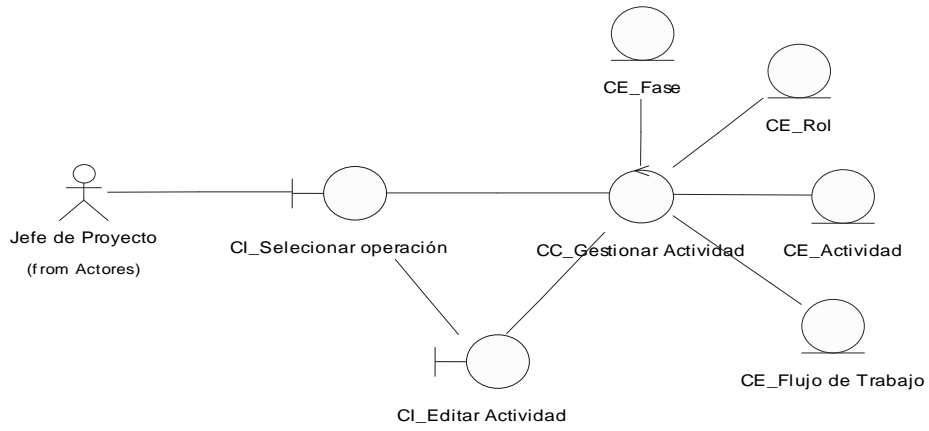 CE_Fase
CE_Rol
Jefe de Proyecto
(from Actores)
CI_Selecionar operación
CC_Gestionar Actividad
CE_Actividad
CE_Flujo de Trabajo
CI_Editar Actividad